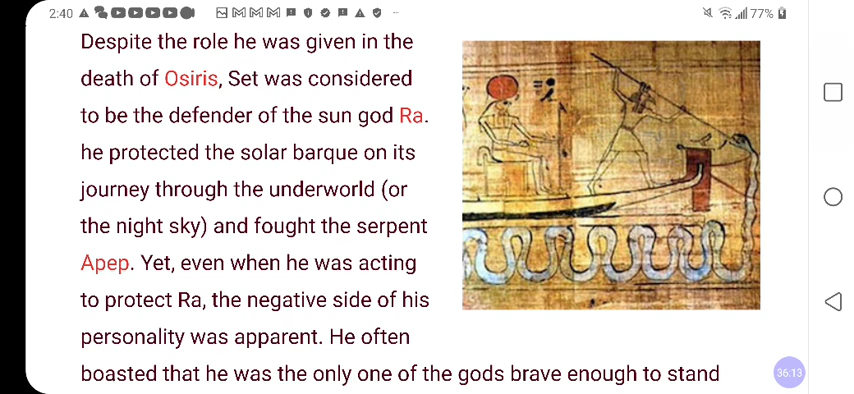 2:40
77%
Despite the role he was given in the
death of Osiris, Set was considered
to be the defender of the sun god Ra.
he protected the solar barque on its
journey through the underworld (or
the night sky) and fought the serpent
Apep. Yet, even when he was acting
to protect Ra, the negative side of his
personality was apparent. He often
boasted that he was the only one of the gods brave enough to stand
36:13